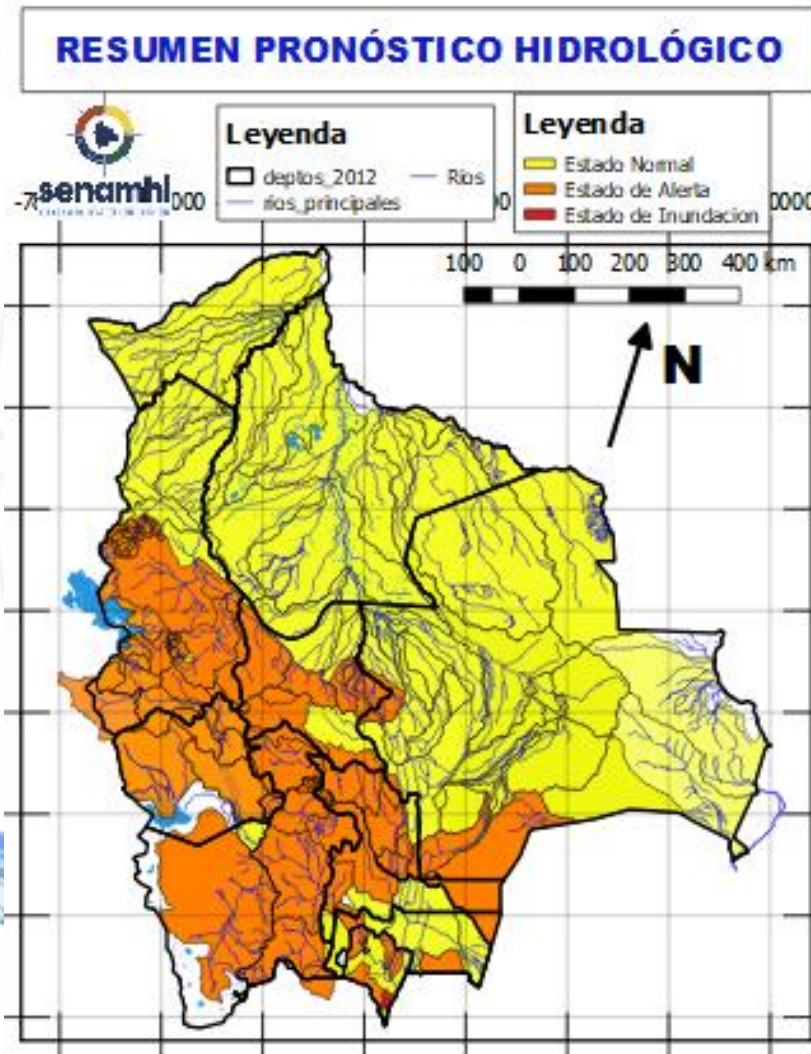 RESUMEN PRONÓSTICO HIDROLÓGICO
senamhi
Leyenda
deptos_2012
Rios
rios_principales
Leyenda
Estado Normal
Estado de Alerta
Estado de Inundacion
100 0 100 200 300 400 km
N